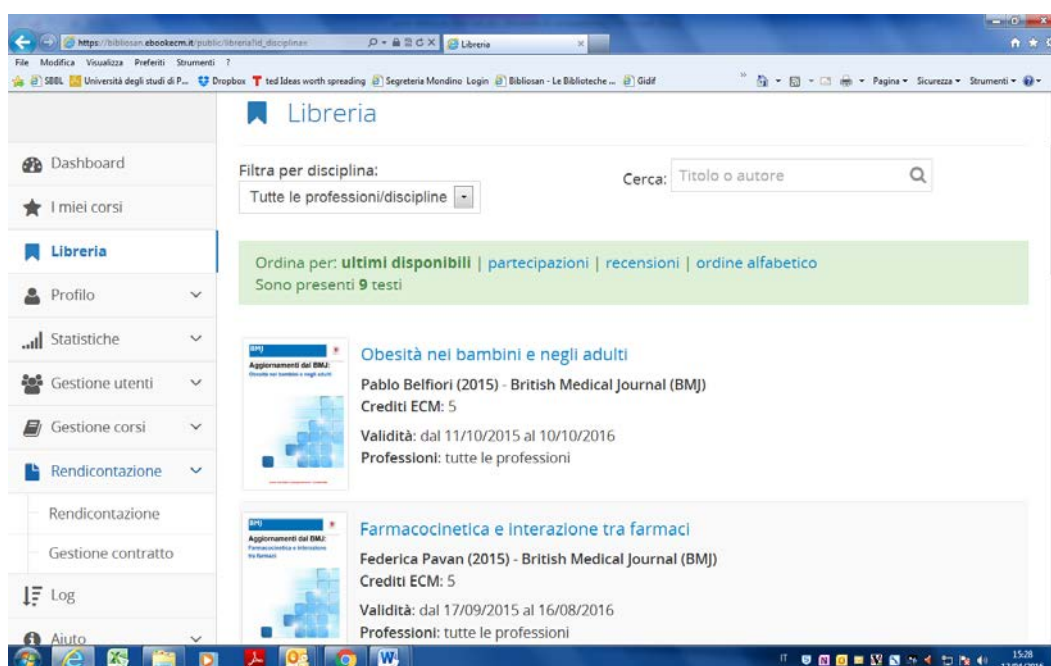 https://bibliosan.ebookecm.it/public/libreria?id_disciplina=
Libreria
File Modifica Visualizza Preferiti Strumenti ?
SBBL Università degli studi di P... Dropbox ted Ideas worth spreading Segreteria Mondino Login Bibliosan - Le Biblioteche ... Gidif
Pagina Sicurezza Strumenti
Libreria
Dashboard
I miei corsi
Libreria
Profilo
Statistiche
Gestione utenti
Gestione corsi
Rendicontazione
Rendicontazione
Gestione contratto
Log
Aiuto
Filtra per disciplina:
Tutte le professioni/discipline
Cerca: Titolo o autore
Ordina per: ultimi disponibili | partecipazioni | recensioni | ordine alfabetico
Sono presenti 9 testi
BMJ
Aggiornamenti dal BMJ:
Obesità nei bambini e negli adulti
Obesità nei bambini e negli adulti
Pablo Belfiori (2015) - British Medical Journal (BMJ)
Crediti ECM: 5
Validità: dal 11/10/2015 al 10/10/2016
Professioni: tutte le professioni
BMJ
Aggiornamenti dal BMJ:
Farmacocinetica e interazione
tra farmaci
Farmacocinetica e interazione tra farmaci
Federica Pavan (2015) - British Medical Journal (BMJ)
Crediti ECM: 5
Validità: dal 17/09/2015 al 16/08/2016
Professioni: tutte le professioni
IT
15:28